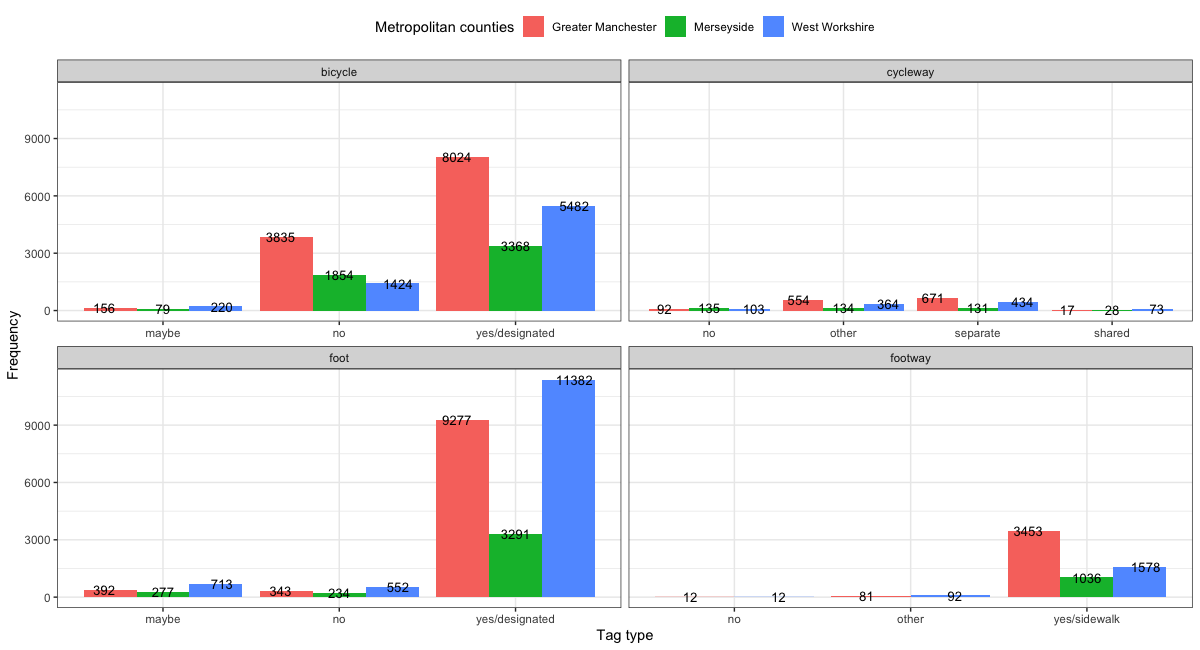 Metropolitan counties Greater Manchester Merseyside West Workshire
bicycle
cycleway
Frequency
9000
6000
3000
0
156 79 220 3835 1854 1424 8024 3368 5482
maybe no yes/designated
92 135 103 554 134 364 671 131 434 17 28 73
no other separate shared
foot
footway
9000
6000
3000
0
392 277 713 343 234 552 9277 3291 11382
maybe no yes/designated
12 12 81 92 3453 1036 1578
no other yes/sidewalk
Tag type